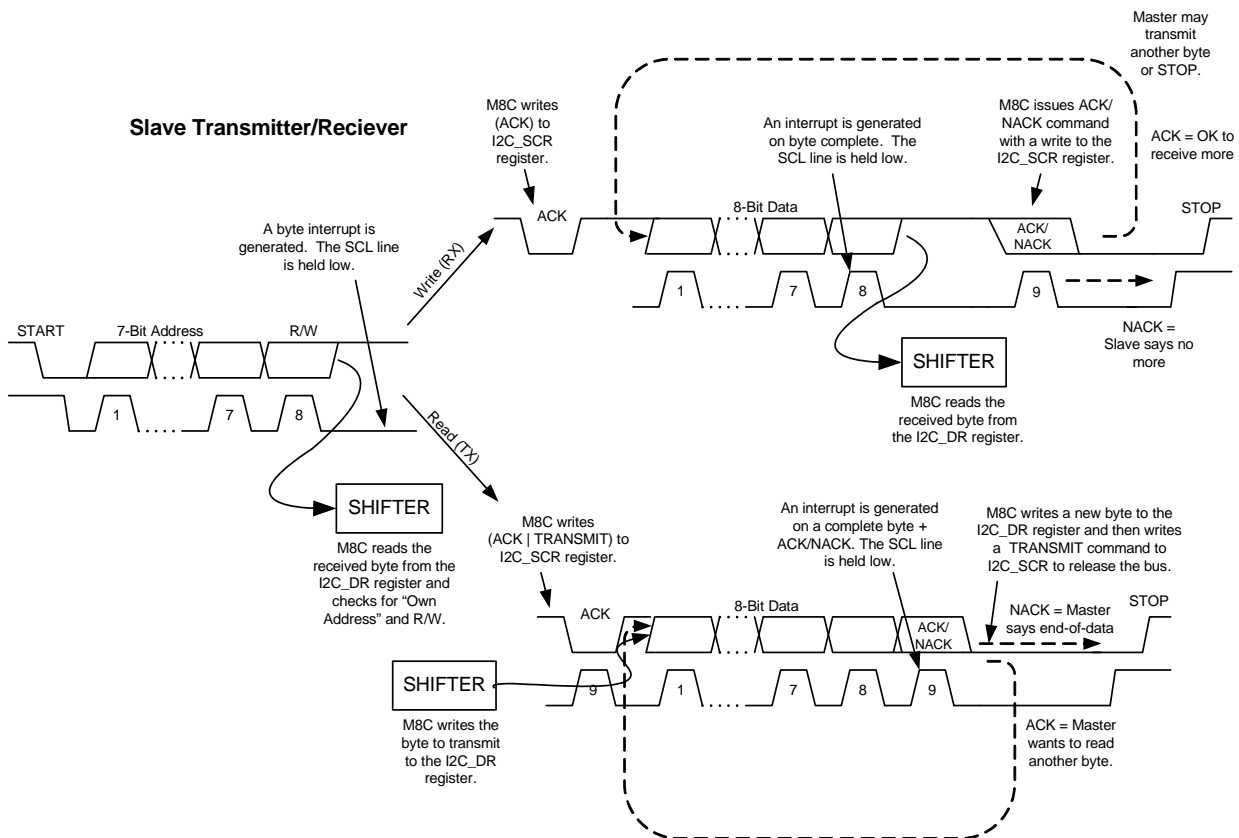 Master may
transmit
another byte
or STOP.
Slave Transmitter/Reciever
M8C writes
(ACK) to
I2C_SCR
register.
An interrupt is generated
on byte complete. The
SCL line is held low.
M8C issues ACK/
NACK command
with a write to the
I2C_SCR register.
ACK = OK to
receive more
A byte interrupt is
generated. The SCL line
is held low.
Write (RX)
ACK
8-Bit Data
ACK/
NACK
STOP
1
7
8
9
NACK =
Slave says no
more
SHIFTER
M8C reads the
received byte from
the I2C_DR register.
START
7-Bit Address
R/W
1
7
8
Read (TX)
SHIFTER
M8C reads the
received byte from the
I2C_DR register and
checks for “Own
Address” and R/W.
M8C writes
(ACK | TRANSMIT) to
I2C_SCR register.
An interrupt is generated
on a complete byte +
ACK/NACK. The SCL line
is held low.
M8C writes a new byte to the
I2C_DR register and then writes
a TRANSMIT command to
I2C_SCR to release the bus.
ACK
8-Bit Data
ACK/
NACK
NACK = Master
says end-of-data
STOP
SHIFTER
9
1
7
8
9
M8C writes the
byte to transmit
to the I2C_DR
register.
ACK = Master
wants to read
another byte.